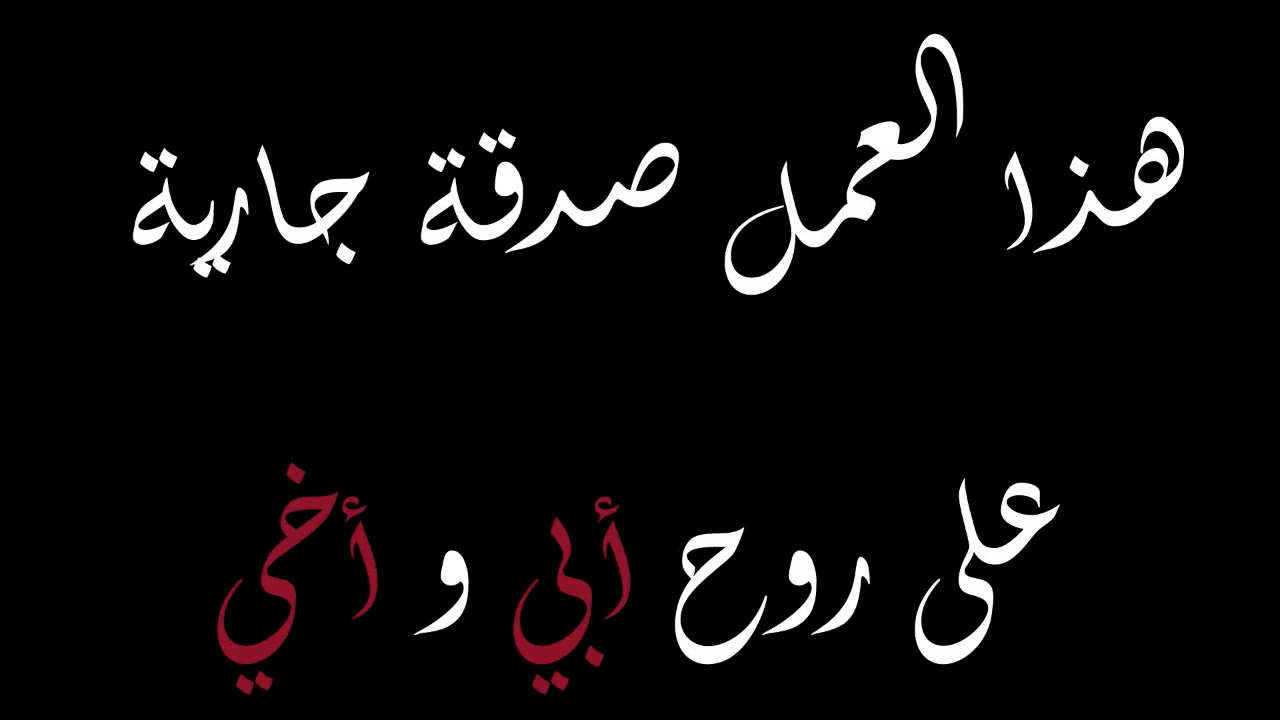 هذا العمل صدقة جارية
على روح أبي و أخي